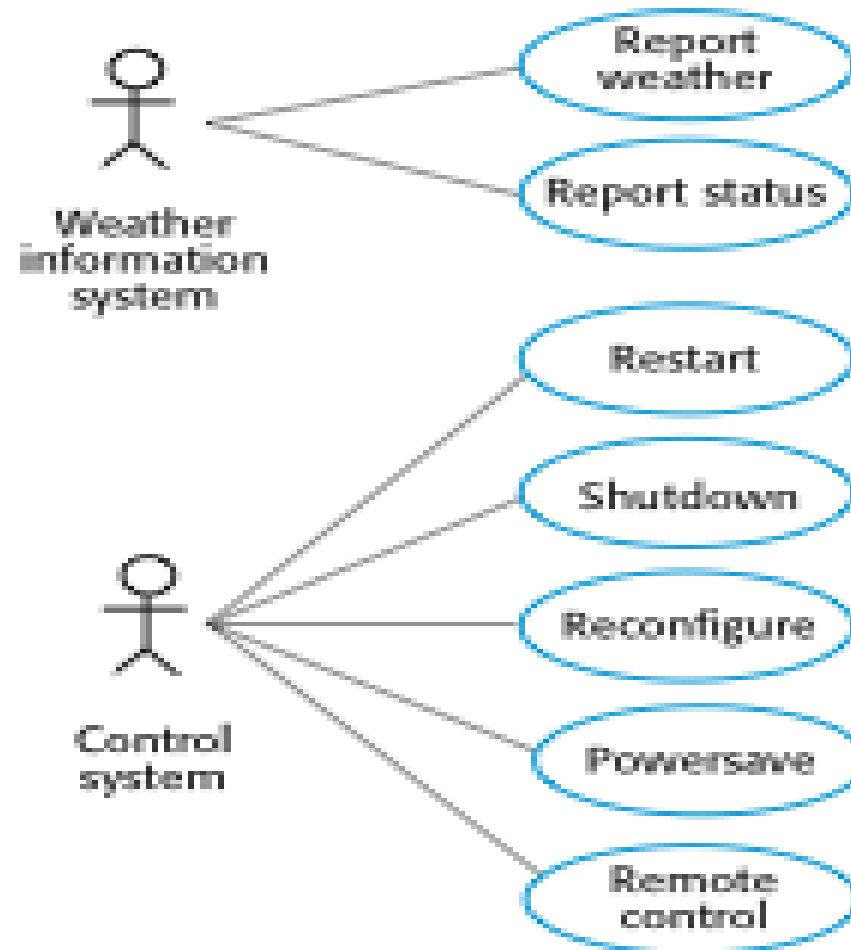 Report
weather
Report status
Weather
information
system
Restart
Shutdown
Reconfigure
Powersave
Control
system
Remote
control